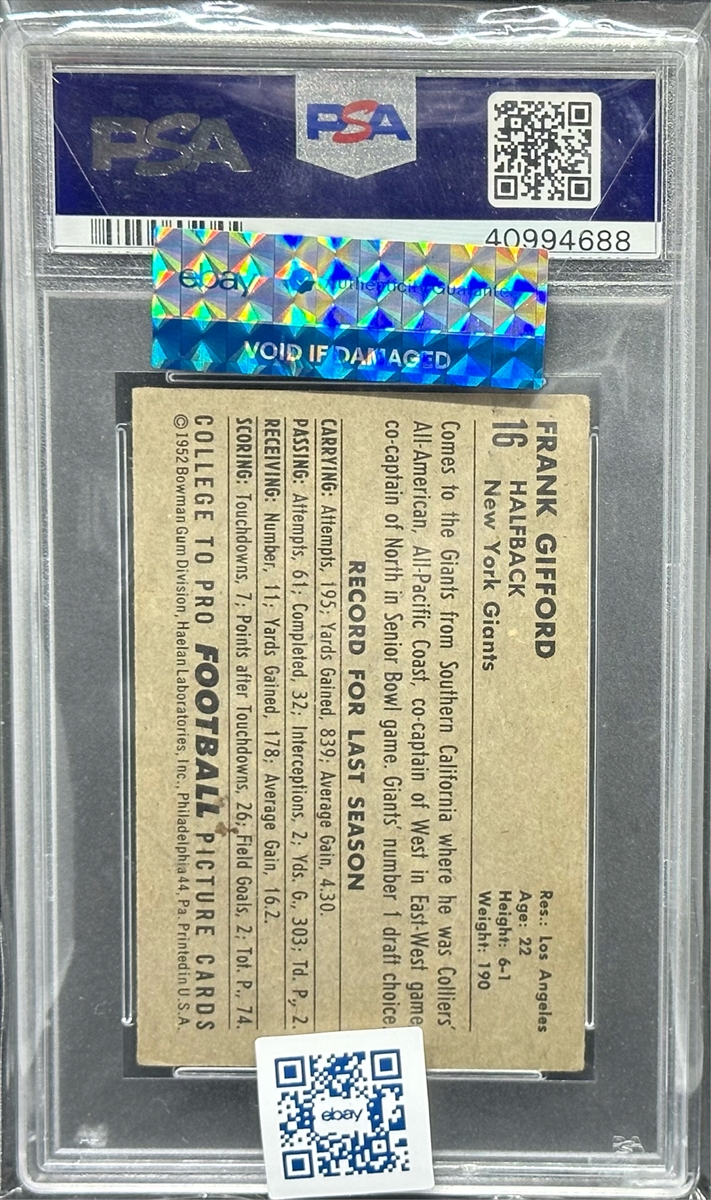 PSA
PSA
40994688
ebay Authenticity Guarantee
VOID IF DAMAGED
FRANK GIFFORD
16 HALFBACK
New York Giants
Res.: Los Angeles
Age: 22
Height: 6-1
Weight: 190
Comes to the Giants from Southern California where he was Colliers'
All-American, All-Pacific Coast, co-captain of West in East-West game
co-captain of North in Senior Bowl game. Giants' number 1 draft choice
RECORD FOR LAST SEASON
CARRYING: Attempts, 195; Yards Gained, 839; Average Gain, 4.30.
PASSING: Attempts, 61; Completed, 32; Interceptions, 2; Yds. G., 303; Td. P., 2.
RECEIVING: Number, 11; Yards Gained, 178; Average Gain, 16.2.
SCORING: Touchdowns, 7; Points after Touchdowns, 26; Field Goals, 2; Tot. P., 74.
COLLEGE TO PRO FOOTBALL PICTURE CARDS
© 1952 Bowman Gum Division, Haelan Laboratories, Inc., Philadelphia 44, Pa. Printed in U.S.A.
ebay
PSA